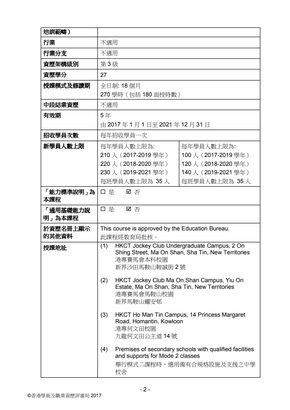 培訓範疇）
行業
不適用
行業分支
不適用
資歷架構級別
第 3 級
資歷學分
27
授課模式及修讀期
全日制, 18 個月
270 學時（包括 180 面授時數）
中段結業資歷
不適用
有效期
5 年
由 2017 年 1 月 1 日至 2021 年 12 月 31 日
招收學員次數
每年招收學員一次
新學員人數上限
每年學員人數上限為:
210 人（2017-2019 學年）
220 人（2018-2020 學年）
230 人（2019-2021 學年）
每班學員人數上限為 35 人
每年學員人數上限為:
100 人（2017-2019 學年）
120 人（2018-2020 學年）
140 人（2019-2021 學年）
每班學員人數上限為 35 人
「能力標準說明」為
本課程
☐ 是 ☑ 否
「通用基礎能力說
明」為本課程
☐ 是 ☑ 否
於資歷名冊上顯示
的其他資料
This course is approved by the Education Bureau.
此課程經教育局批核。
授課地址
(1) HKCT Jockey Club Undergraduate Campus, 2 On
Shing Street, Ma On Shan, Sha Tin, New Territories
港專賽馬會本科校園
新界沙田馬鞍山鞍誠街 2 號
(2) HKCT Jockey Club Ma On Shan Campus, Yiu On
Estate, Ma On Shan, Sha Tin, New Territories
港專賽馬會馬鞍山校園
新界馬鞍山耀安邨
(3) HKCT Ho Man Tin Campus, 14 Princess Margaret
Road, Homantin, Kowloon
港專何文田校園
九龍何文田公主道 14 號
(4) Premises of secondary schools with qualified facilities
and supports for Mode 2 classes
舉行模式二課程時，選用備有合規格設施及支援之中學
校舍
- 2 -
©香港學術及職業資歷評審局 2017